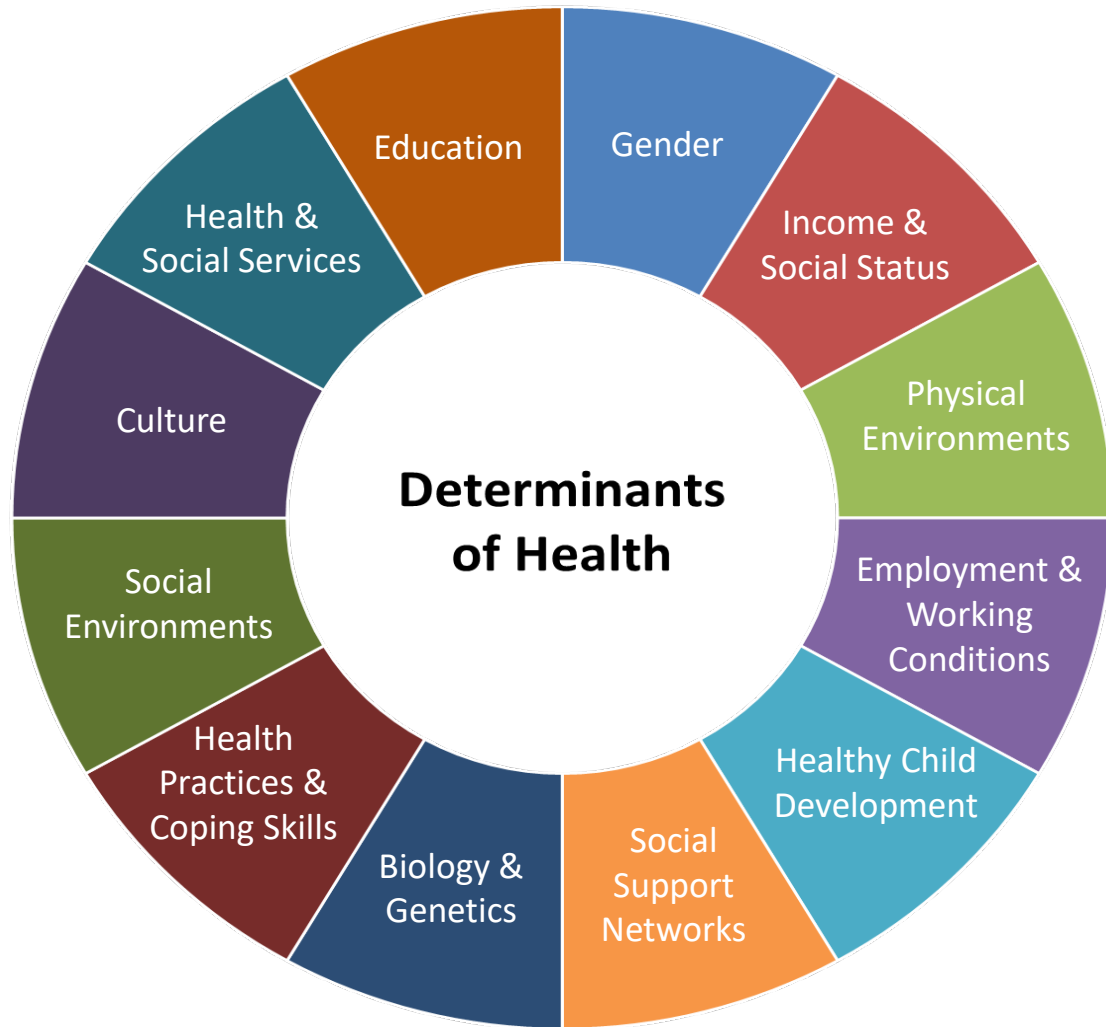 Education
Gender
Income &
Social Status
Physical
Environments
Employment &
Working
Conditions
Healthy Child
Development
Social
Support
Networks
Biology &
Genetics
Health
Practices &
Coping Skills
Social
Environments
Culture
Health &
Social Services
Determinants
of Health